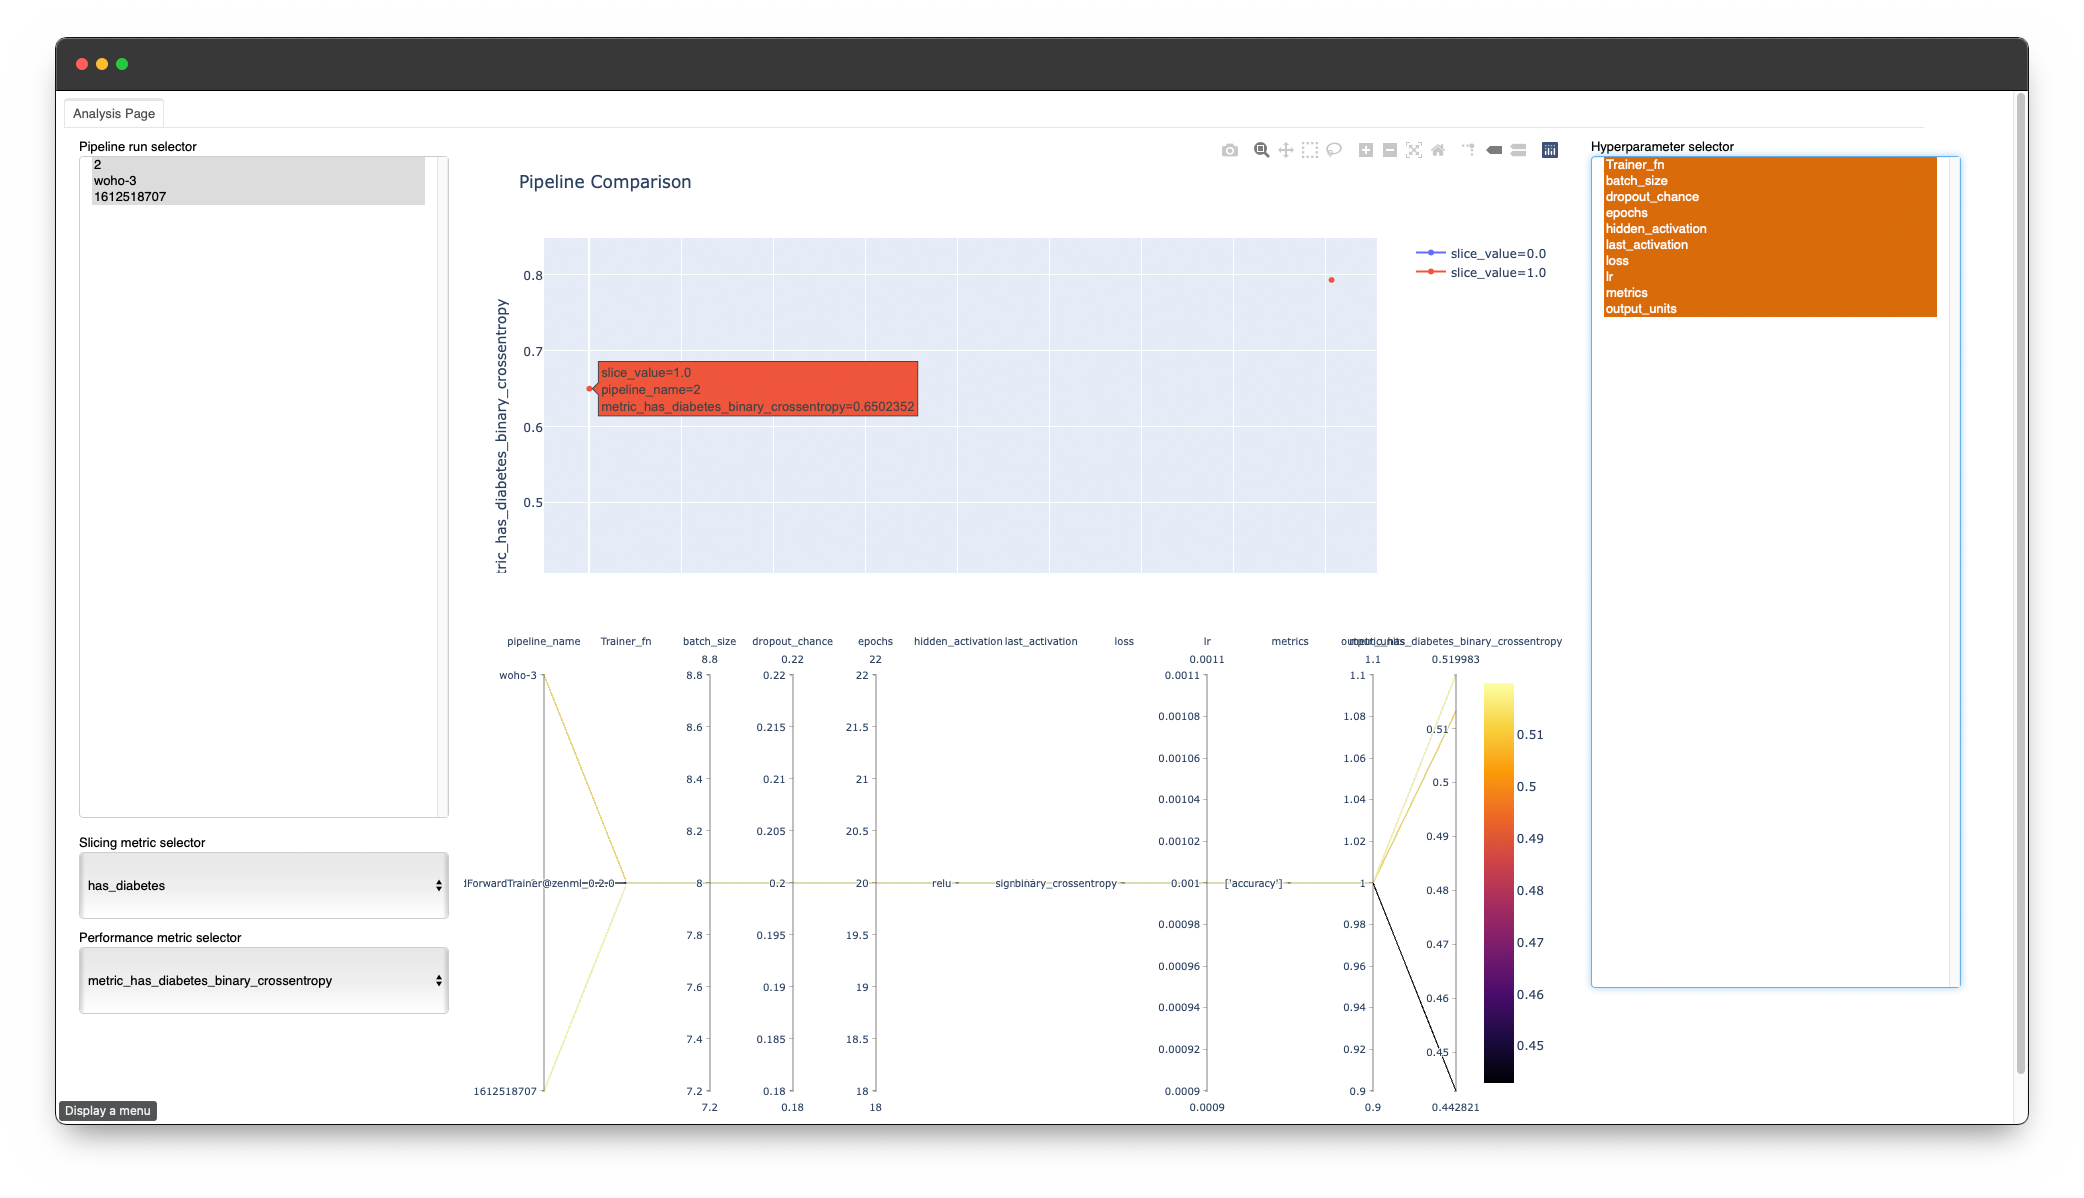 Analysis Page
Pipeline run selector
2
woho-3
1612518707
Slicing metric selector
has_diabetes
Performance metric selector
metric_has_diabetes_binary_crossentropy
Display a menu
Pipeline Comparison
tric_has_diabetes_binary_crossentropy
0.8
0.7
0.6
0.5
slice_value=1.0
pipeline_name=2
metric_has_diabetes_binary_crossentropy=0.6502352
slice_value=0.0
slice_value=1.0
pipeline_name
woho-3
1612518707
Trainer_fn
dForwardTrainer@zenml_0.2.0
batch_size
8.8
8.8
8.6
8.4
8.2
8
7.8
7.6
7.4
7.2
7.2
dropout_chance
0.22
0.22
0.215
0.21
0.205
0.2
0.195
0.19
0.185
0.18
0.18
epochs
22
22
21.5
21
20.5
20
19.5
19
18.5
18
18
hidden_activation
relu
last_activation
loss
binary_crossentropy
lr
0.0011
0.0011
0.00108
0.00106
0.00104
0.00102
0.001
0.00098
0.00096
0.00094
0.00092
0.0009
0.0009
metrics
['accuracy']
output_units
1.1
1.1
1.08
1.06
1.04
1.02
1
0.98
0.96
0.94
0.92
0.9
0.9
metric_has_diabetes_binary_crossentropy
0.519983
0.51
0.5
0.49
0.48
0.47
0.46
0.45
0.442821
0.51
0.5
0.49
0.48
0.47
0.46
0.45
Hyperparameter selector
Trainer_fn
batch_size
dropout_chance
epochs
hidden_activation
last_activation
loss
lr
metrics
output_units